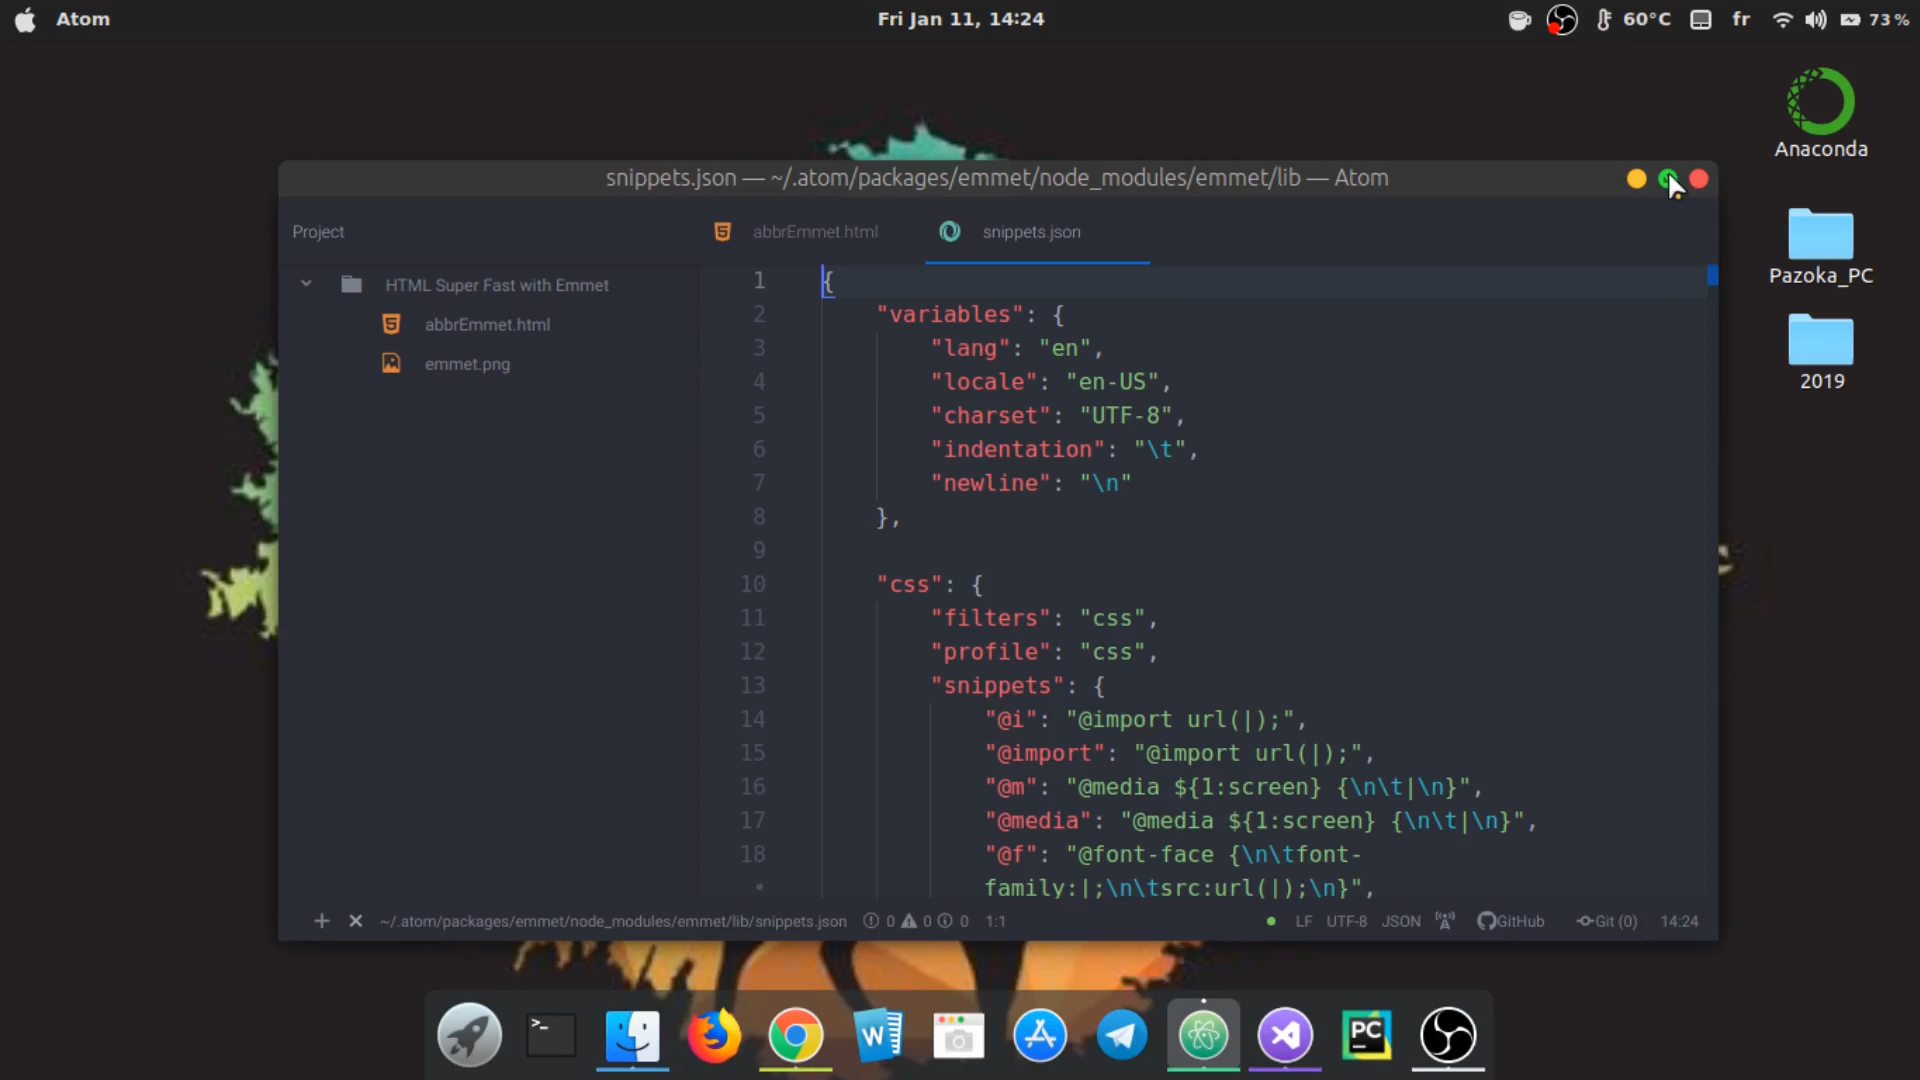 Atom
Fri Jan 11, 14:24
60°C
fr
73 %
Anaconda
Pazoka_PC
2019
snippets.json — ~/.atom/packages/emmet/node_modules/emmet/lib — Atom
Project
abbrEmmet.html
snippets.json
HTML Super Fast with Emmet
abbrEmmet.html
emmet.png
1 {
2 "variables": {
3 "lang": "en",
4 "locale": "en-US",
5 "charset": "UTF-8",
6 "indentation": "\t",
7 "newline": "\n"
8 },
9
10 "css": {
11 "filters": "css",
12 "profile": "css",
13 "snippets": {
14 "@i": "@import url(|);",
15 "@import": "@import url(|);",
16 "@m": "@media ${1:screen} {\n\t|\n}",
17 "@media": "@media ${1:screen} {\n\t|\n}",
18 "@f": "@font-face {\n\tfont-
family:|;\n\tsrc:url(|);\n}",
~/.atom/packages/emmet/node_modules/emmet/lib/snippets.json 0 0 0 1:1
LF UTF-8 JSON GitHub Git (0) 14:24
>_
W
PC